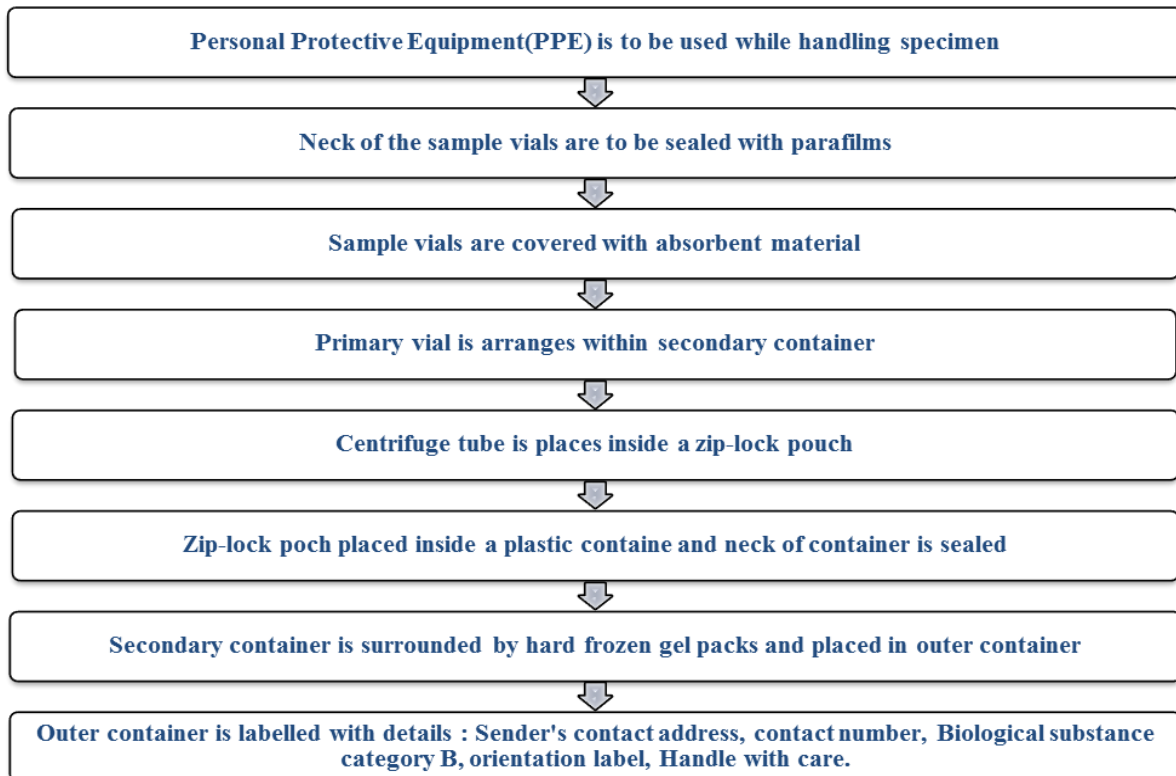 Personal Protective Equipment(PPE) is to be used while handling specimen
Neck of the sample vials are to be sealed with parafilms
Sample vials are covered with absorbent material
Primary vial is arranges within secondary container
Centrifuge tube is places inside a zip-lock pouch
Zip-lock poch placed inside a plastic containe and neck of container is sealed
Secondary container is surrounded by hard frozen gel packs and placed in outer container
Outer container is labelled with details : Sender's contact address, contact number, Biological substance
category B, orientation label, Handle with care.